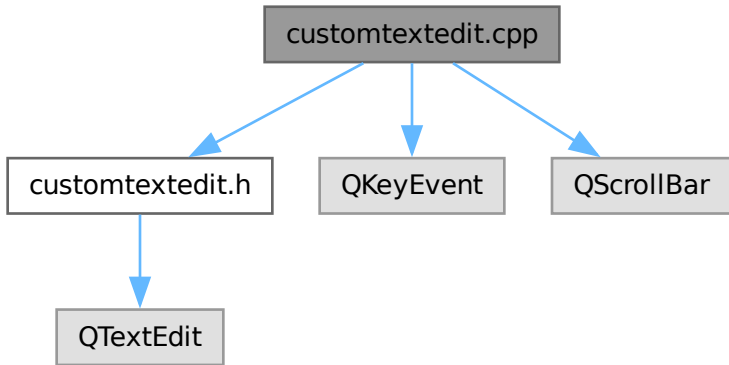 customtextedit.cpp
customtextedit.h
QKeyEvent
QScrollBar
QTextEdit